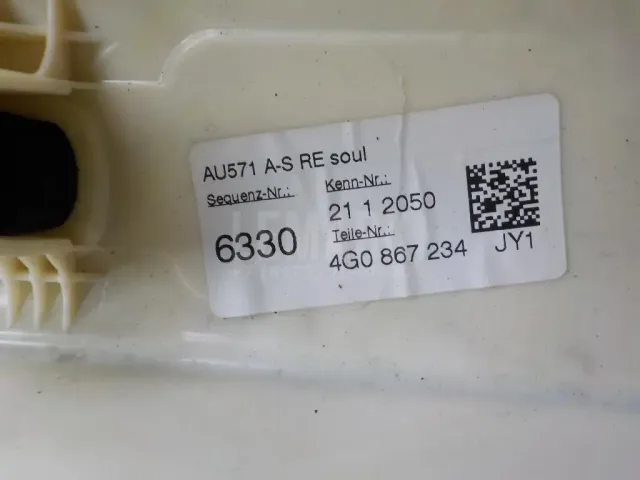 AU571 A-S RE soul
Sequenz-Nr.: Kenn-Nr.:
6330 21 1 2050
Teile-Nr.:
4G0 867 234 JY1